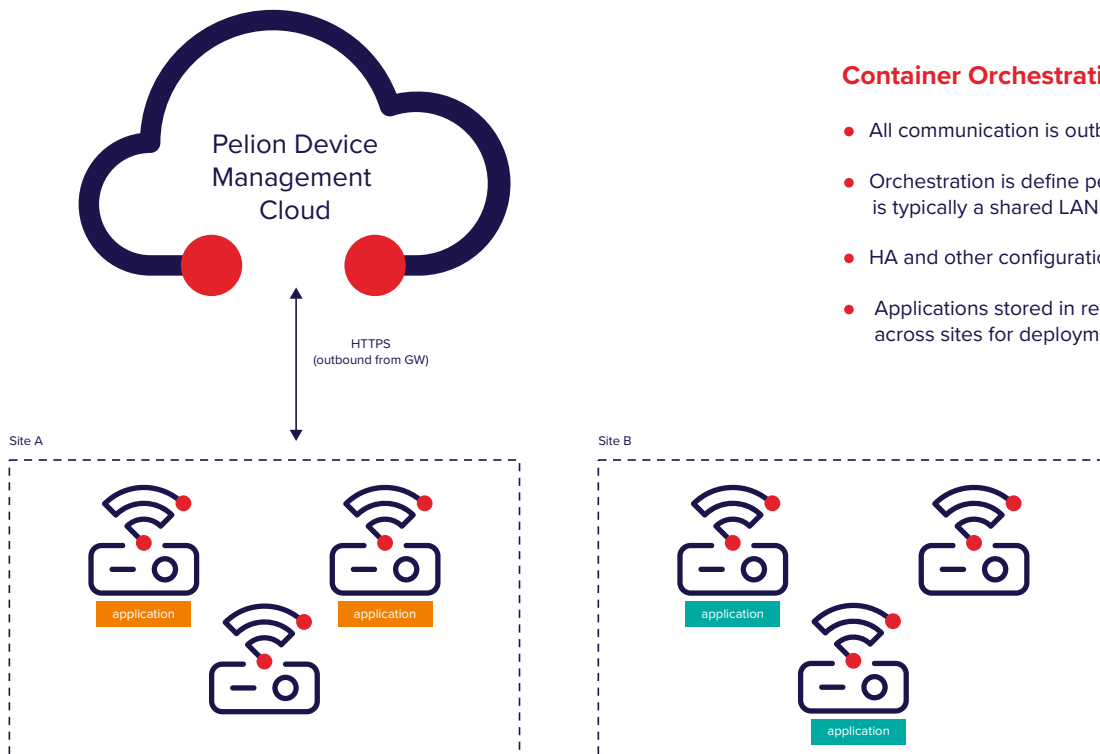 Pelion Device
Management
Cloud
Container Orchestrati
All communication is outb
Orchestration is define pe
is typically a shared LAN
HA and other configuratio
Applications stored in re
across sites for deploym
HTTPS
(outbound from GW)
Site A
Site B
application
application
application
application